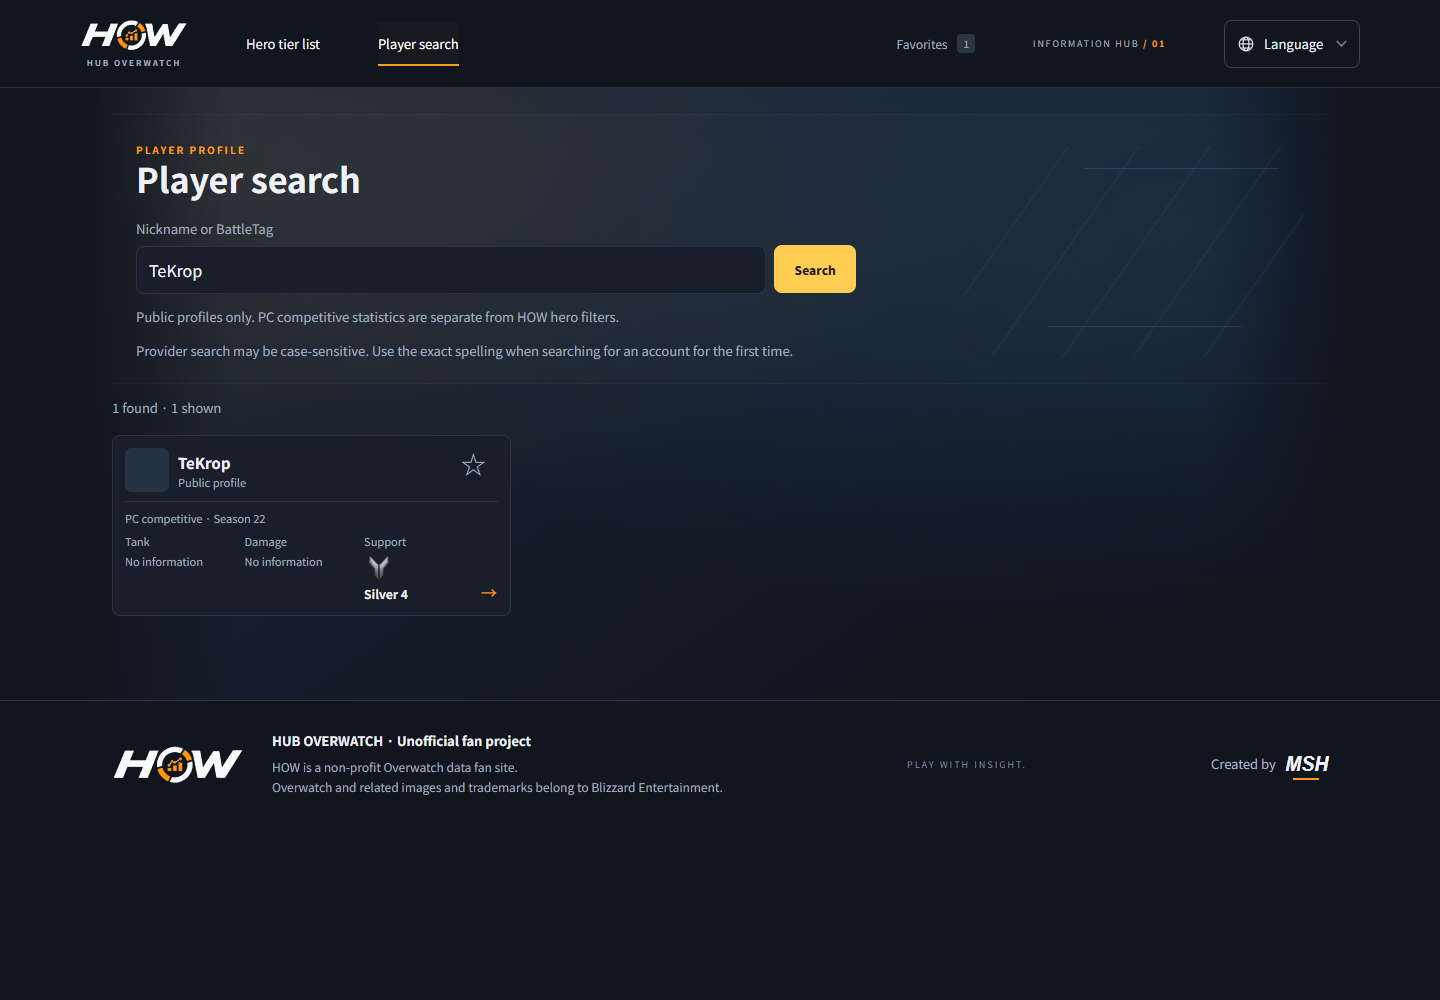 HOW
HUB OVERWATCH
Hero tier list
Player search
Favorites 1
INFORMATION HUB / 01
Language
PLAYER PROFILE
Player search
Nickname or BattleTag
TeKrop
Search
Public profiles only. PC competitive statistics are separate from HOW hero filters.
Provider search may be case-sensitive. Use the exact spelling when searching for an account for the first time.
1 found · 1 shown
TeKrop
Public profile
PC competitive · Season 22
Tank
No information
Damage
No information
Support
Silver 4
→
HOW
HUB OVERWATCH · Unofficial fan project
HOW is a non-profit Overwatch data fan site.
Overwatch and related images and trademarks belong to Blizzard Entertainment.
PLAY WITH INSIGHT.
Created by MSH